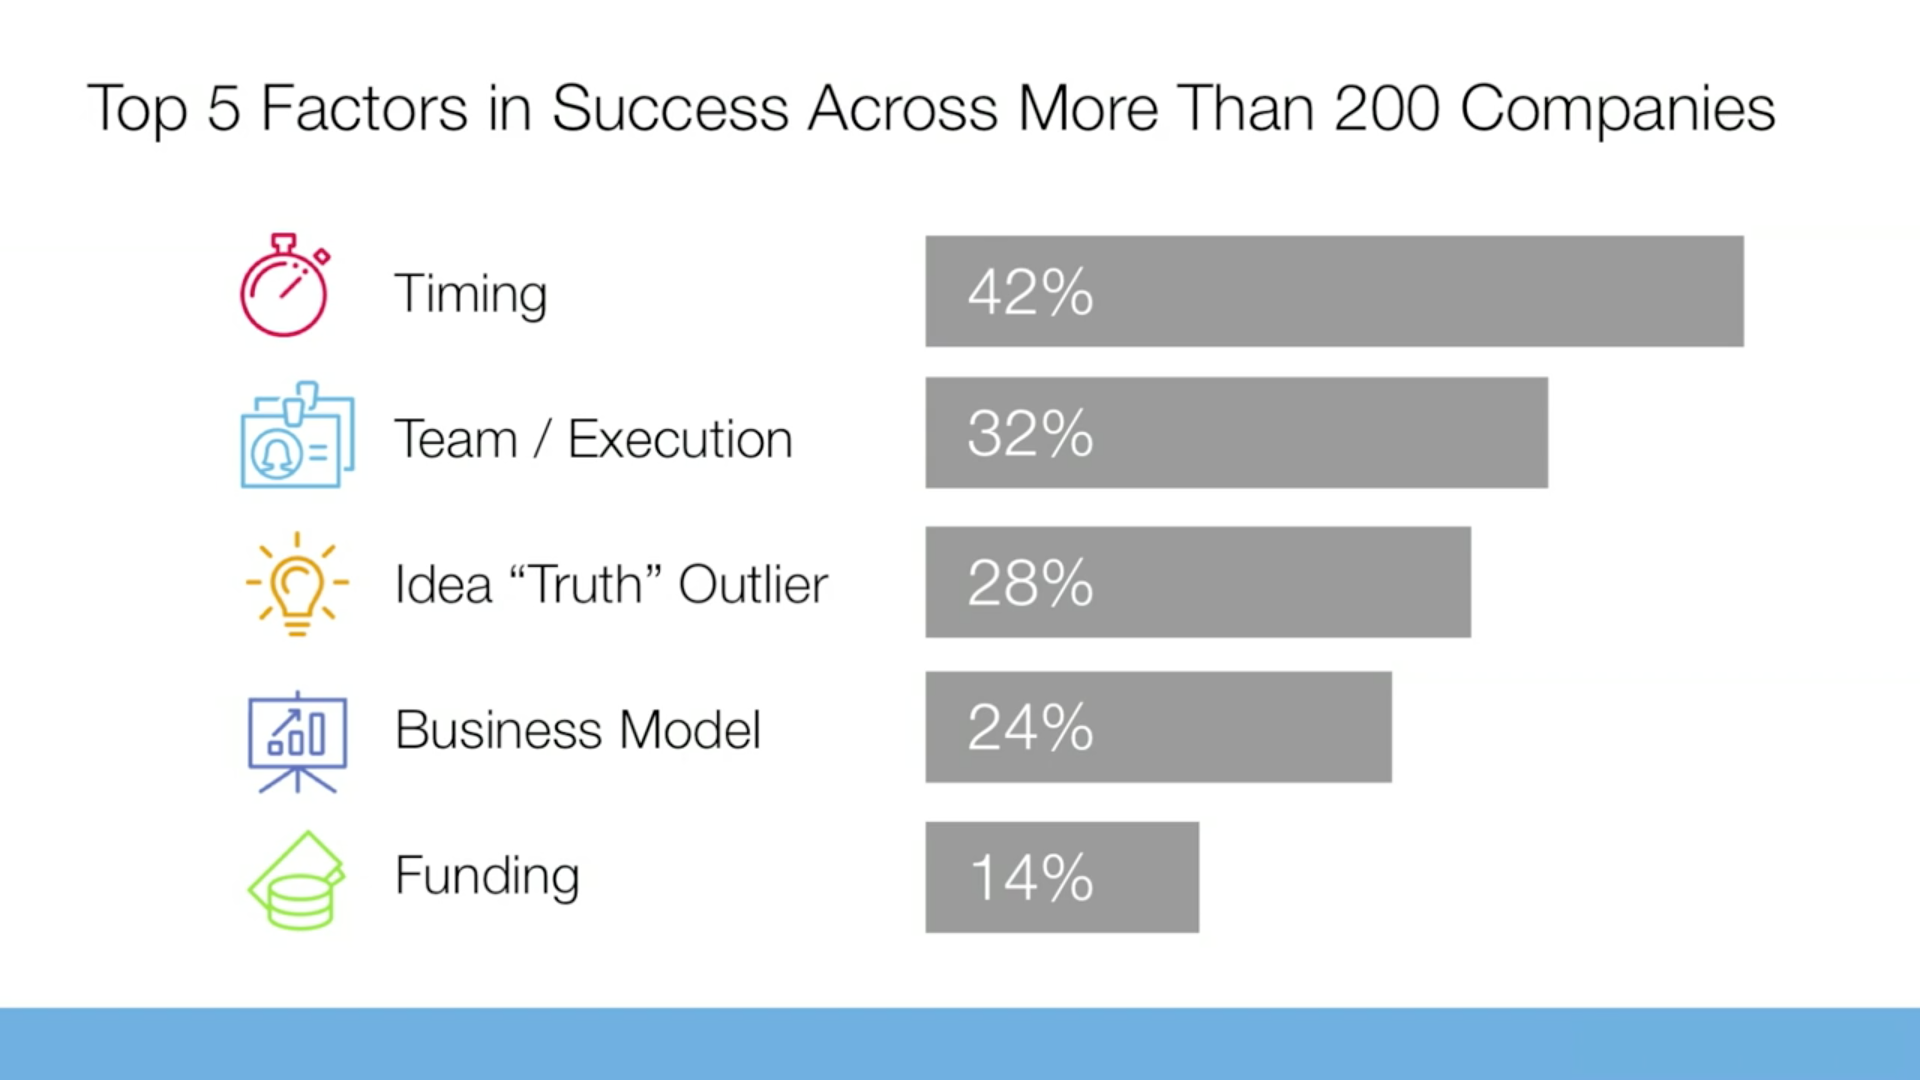 Top 5 Factors in Success Across More Than 200 Companies
Timing 42%
Team / Execution 32%
Idea “Truth” Outlier 28%
Business Model 24%
Funding 14%